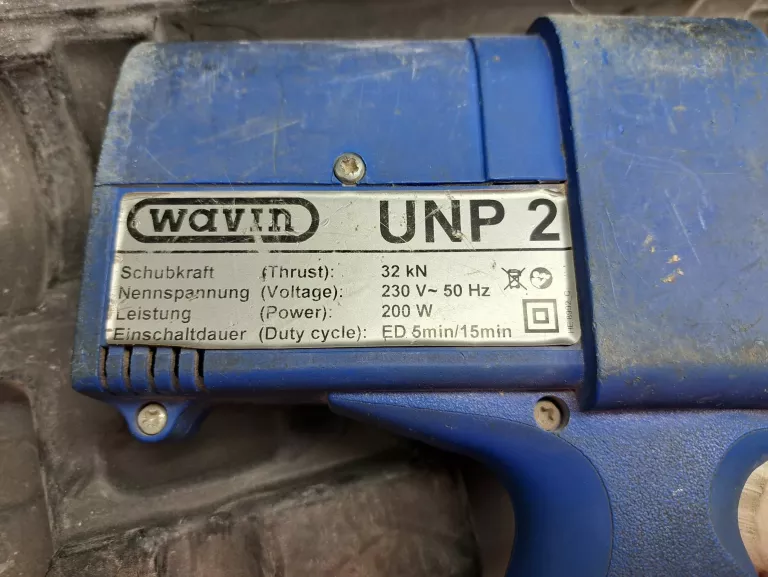 wavin UNP 2
Schubkraft (Thrust): 32 kN
Nennspannung (Voltage): 230 V~ 50 Hz
Leistung (Power): 200 W
Einschaltdauer (Duty cycle): ED 5min/15min